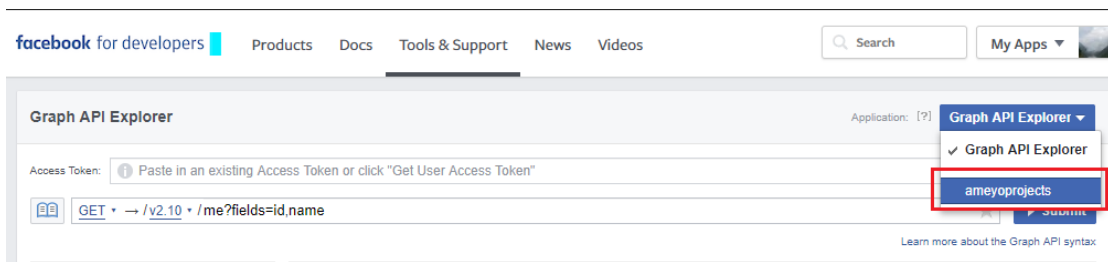 facebook for developers Products Docs Tools & Support News Videos Search My Apps
Graph API Explorer Application: [?] Graph API Explorer
✓ Graph API Explorer
Access Token: Paste in an existing Access Token or click "Get User Access Token"
ameyoprojects
GET → / v2.10 / me?fields=id,name Submit
Learn more about the Graph API syntax